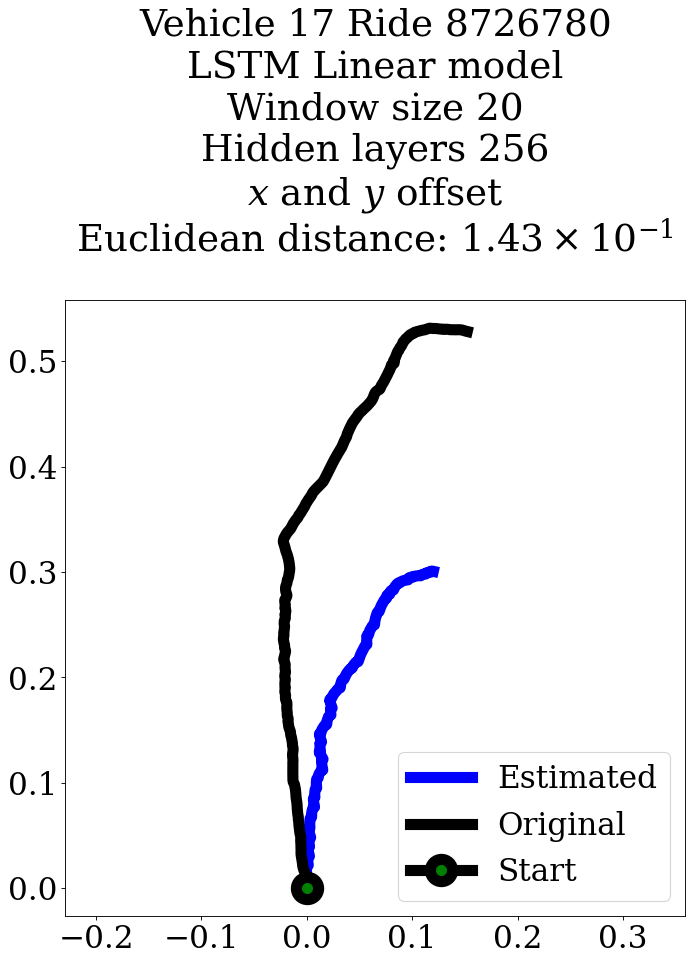 Vehicle 17 Ride 8726780
LSTM Linear model
Window size 20
Hidden layers 256
x and y offset
Euclidean distance: 1.43 × 10⁻¹
0.5
0.4
0.3
0.2
0.1
0.0
Estimated
Original
Start
−0.2 −0.1 0.0 0.1 0.2 0.3